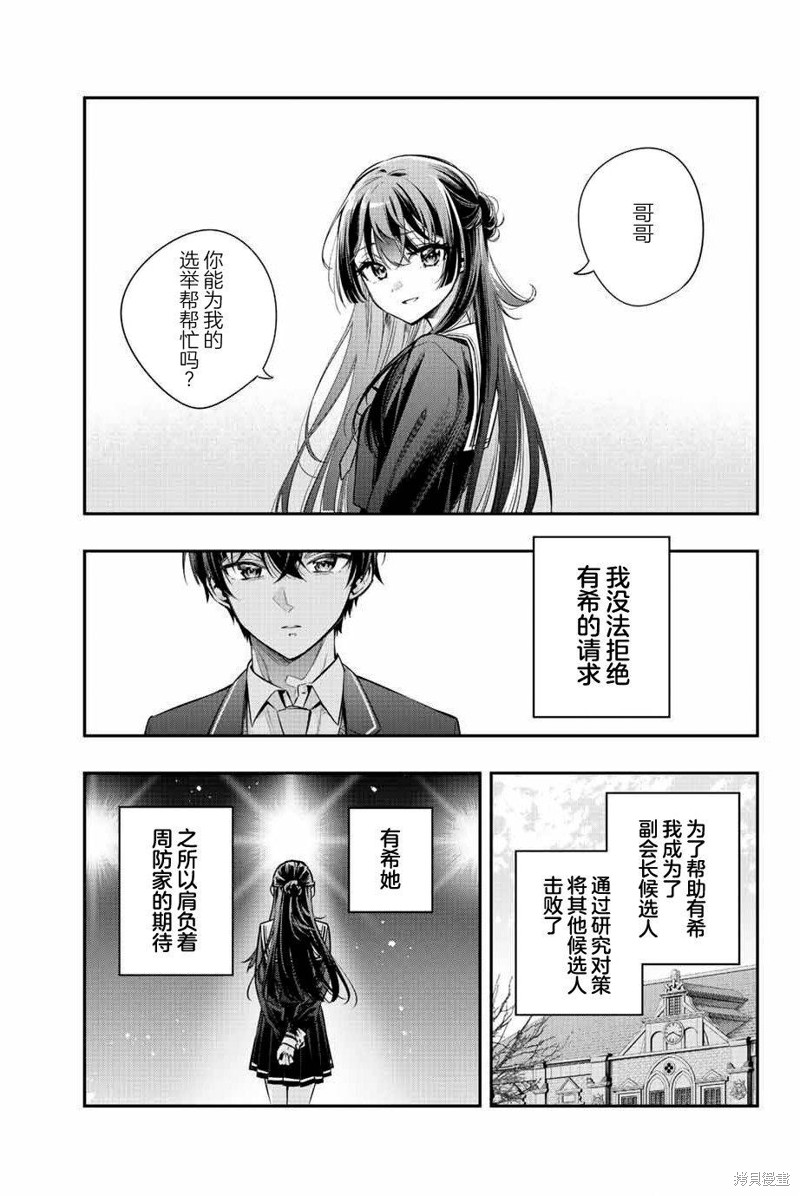 哥哥
你能为我的
选举帮帮忙吗？
我没法拒绝
有希的请求
为了帮助有希
我成为了
副会长候选人
通过研究对策
将其他候选人
击败了
有希她
之所以肩负着
周防家的期待
拷贝漫畫